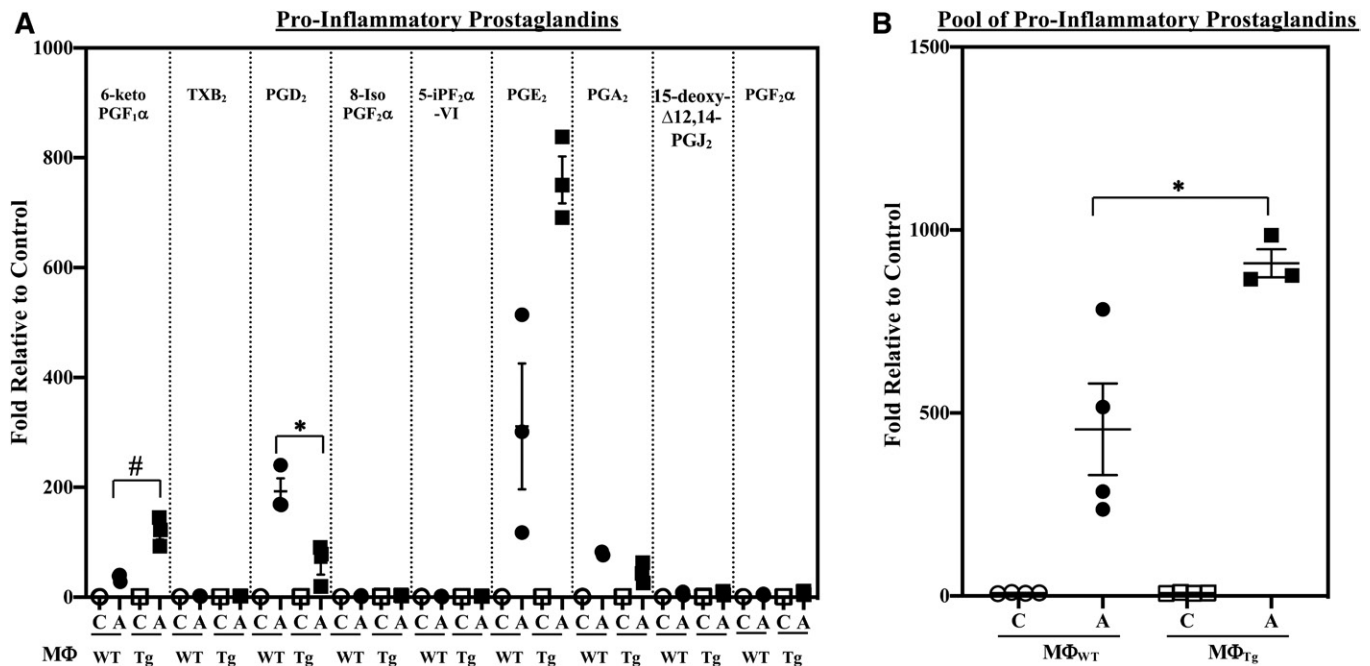 A
Pro-Inflammatory Prostaglandins
Fold Relative to Control
1000
800
600
400
200
0
6-keto
PGF₁α
TXB₂
PGD₂
8-Iso
PGF₂α
5-iPF₂α
-VI
PGE₂
PGA₂
15-deoxy-
Δ12,14-
PGJ₂
PGF₂α
#
*
C A C A C A C A C A C A C A C A C A C A C A C A C A C A C A C A C A C A
MΦ WT Tg WT Tg WT Tg WT Tg WT Tg WT Tg WT Tg WT Tg WT Tg
B
Pool of Pro-Inflammatory Prostaglandins
Fold Relative to Control
1500
1000
500
0
*
C A C A
MΦWT MΦTg